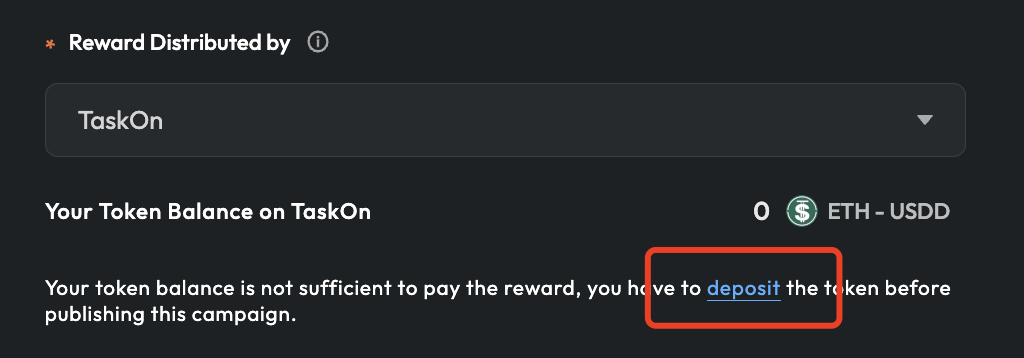 * Reward Distributed by
TaskOn
Your Token Balance on TaskOn 0 ETH - USDD
Your token balance is not sufficient to pay the reward, you have to deposit the token before
publishing this campaign.